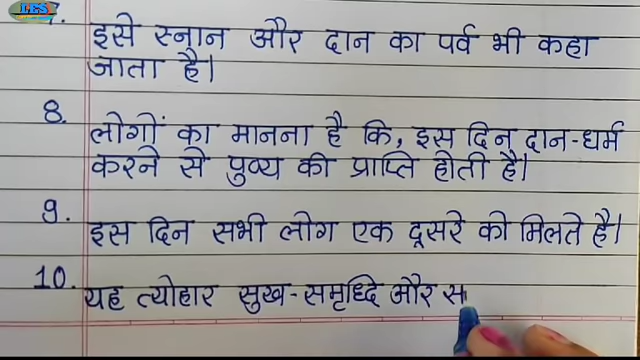 LES
7. इसे स्नान और दान का पर्व भी कहा
जाता है।
8. लोगों का मानना है कि, इस दिन दान-धर्म
करने से पुण्य की प्राप्ति होती है।
9. इस दिन सभी लोग एक दूसरे को मिलते है।
10. यह त्योहार सुख-समृध्दि और स